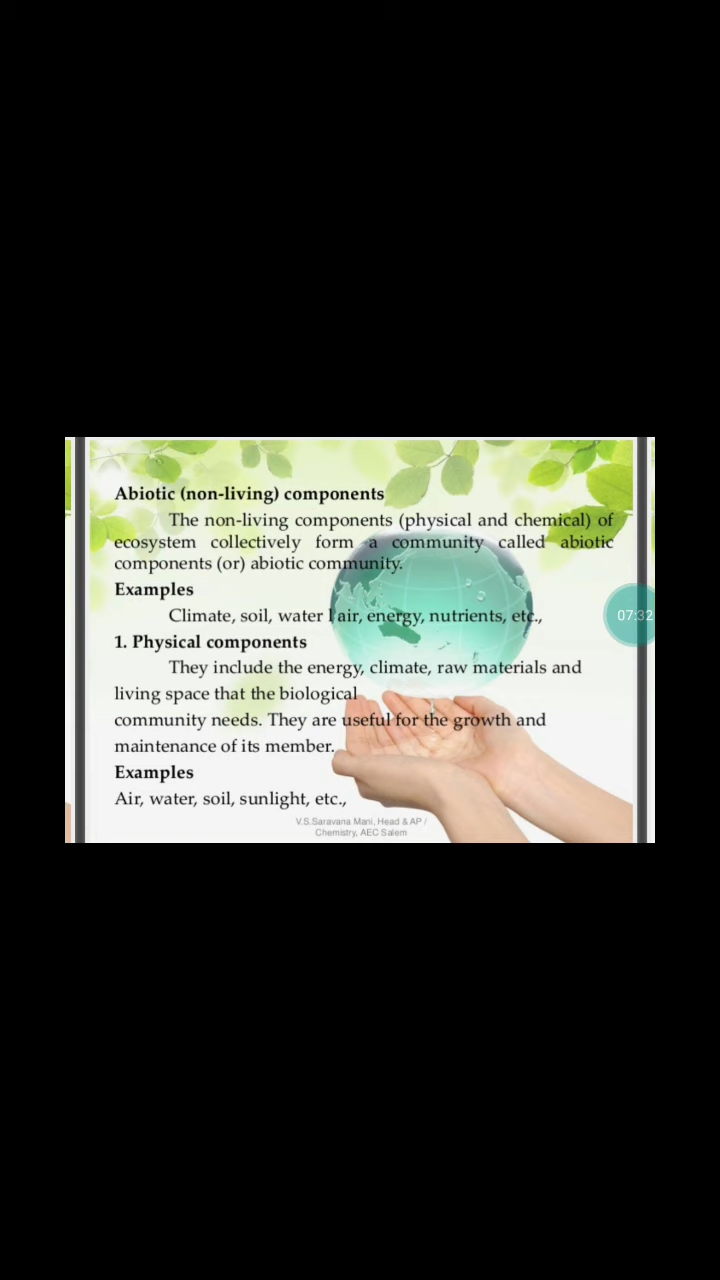 Abiotic (non-living) components
The non-living components (physical and chemical) of
ecosystem collectively form a community called abiotic
components (or) abiotic community.
Examples
Climate, soil, water l air, energy, nutrients, etc.,
1. Physical components
They include the energy, climate, raw materials and
living space that the biological
community needs. They are useful for the growth and
maintenance of its member.
Examples
Air, water, soil, sunlight, etc.,
V.S.Saravana Mani, Head & AP /
Chemistry, AEC Salem
07:32